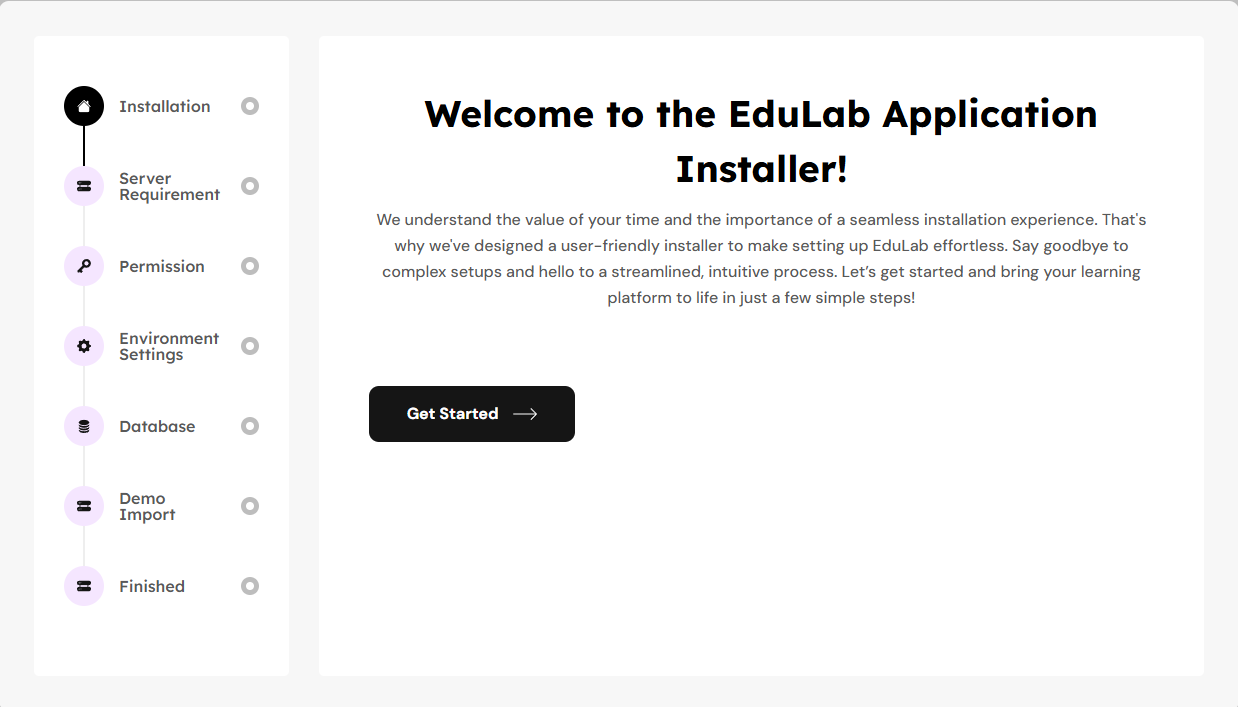 Installation
Server
Requirement
Permission
Environment
Settings
Database
Demo
Import
Finished
Welcome to the EduLab Application
Installer!
We understand the value of your time and the importance of a seamless installation experience. That's
why we've designed a user-friendly installer to make setting up EduLab effortless. Say goodbye to
complex setups and hello to a streamlined, intuitive process. Let’s get started and bring your learning
platform to life in just a few simple steps!
Get Started